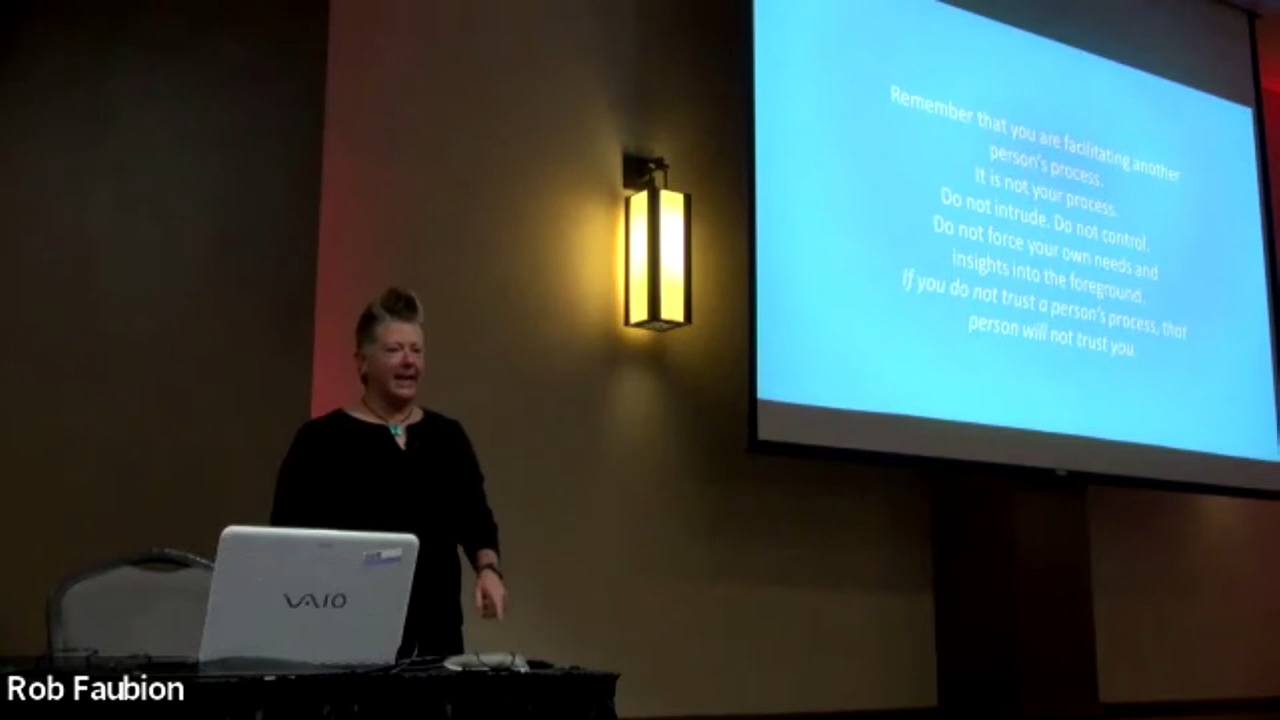 Remember that you are facilitating another
person's process.
It is not your process.
Do not intrude. Do not control.
Do not force your own needs and
insights into the foreground.
If you do not trust a person's process, that
person will not trust you.
VAIO
Rob Faubion